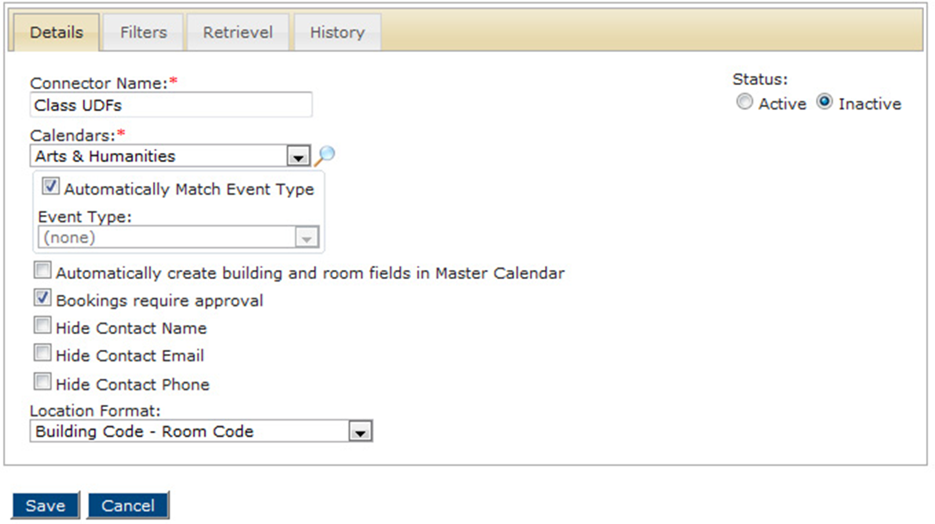 Details Filters Retrievel History
Connector Name:*
Class UDFs
Status:
Active Inactive
Calendars:*
Arts & Humanities
Automatically Match Event Type
Event Type:
(none)
Automatically create building and room fields in Master Calendar
Bookings require approval
Hide Contact Name
Hide Contact Email
Hide Contact Phone
Location Format:
Building Code - Room Code
Save Cancel